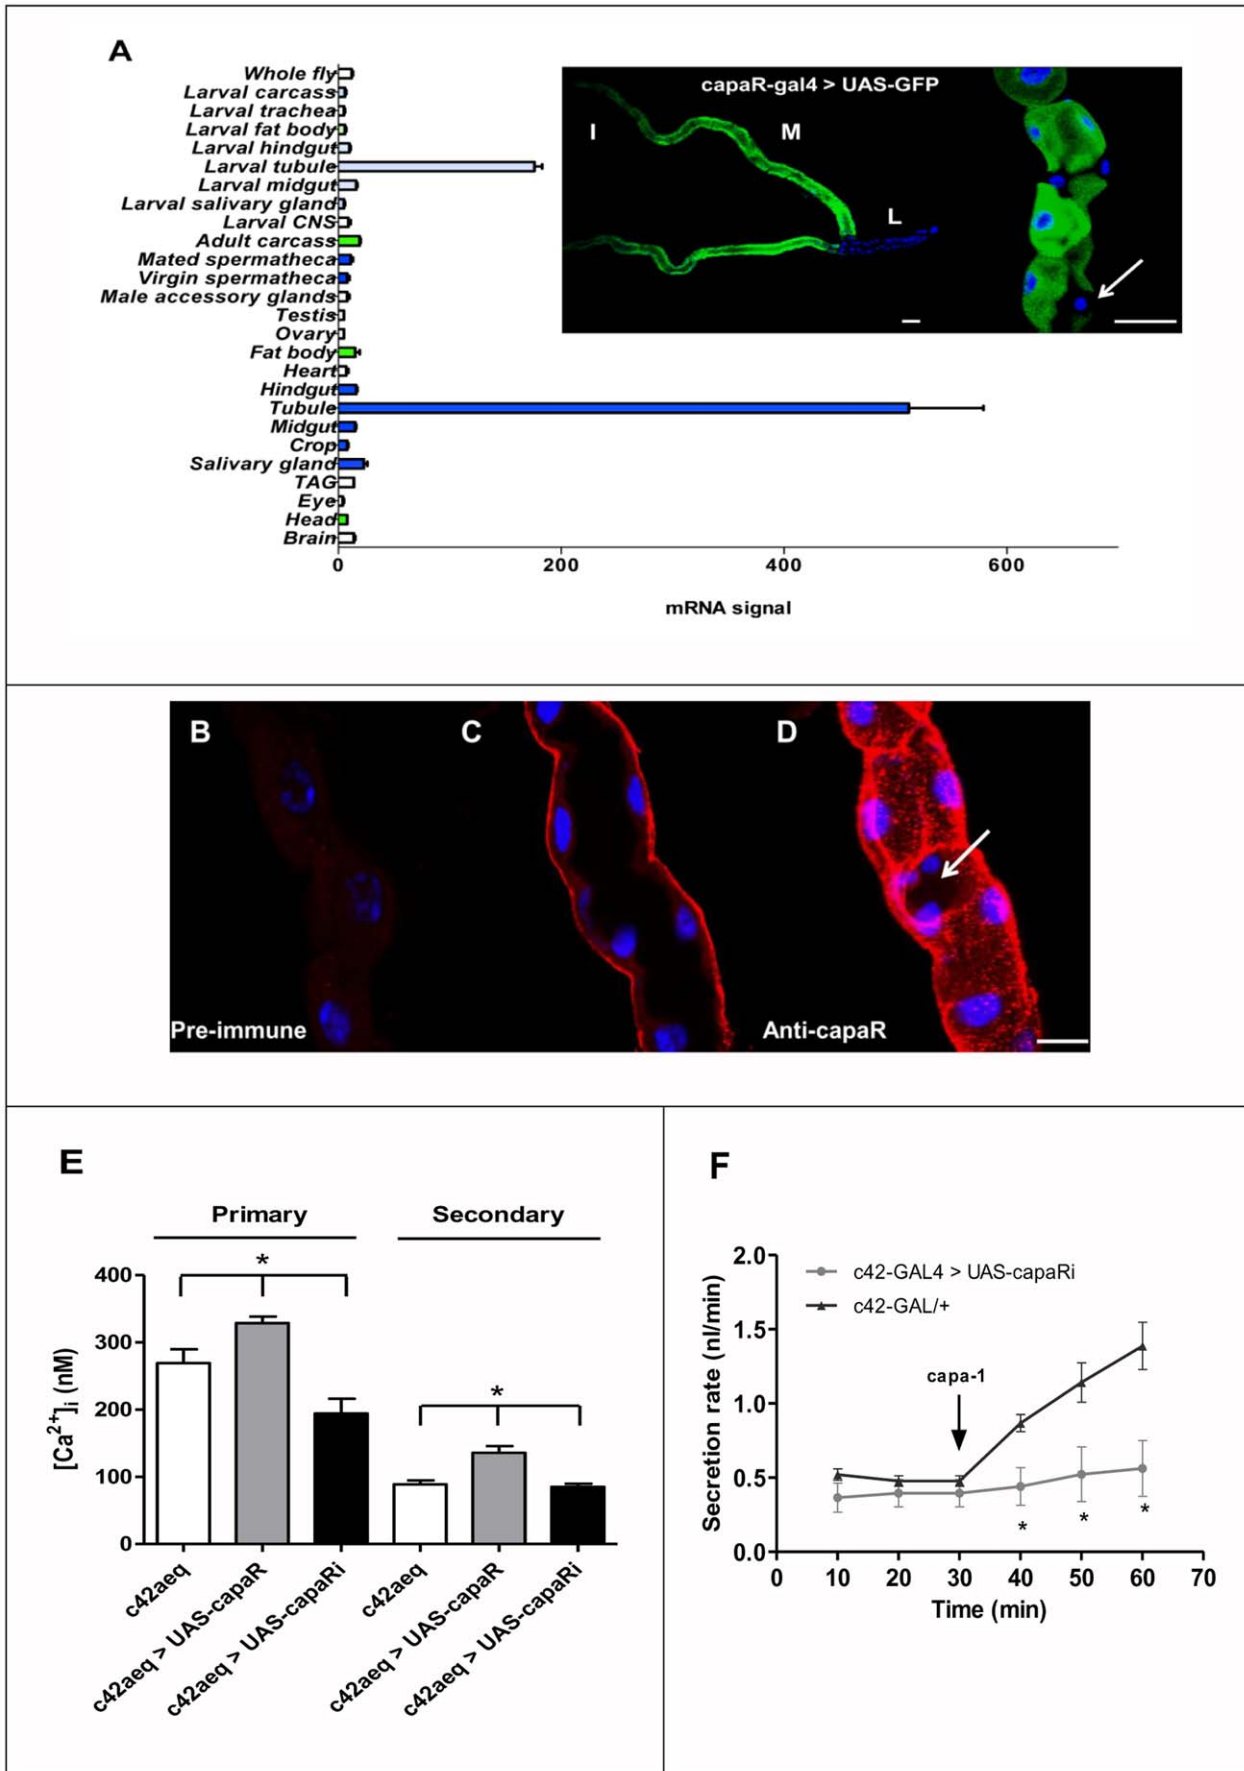 A
Whole fly
Larval carcass
Larval trachea
Larval fat body
Larval hindgut
Larval tubule
Larval midgut
Larval salivary gland
Larval CNS
Adult carcass
Mated spermatheca
Virgin spermatheca
Male accessory glands
Testis
Ovary
Fat body
Heart
Hindgut
Tubule
Midgut
Crop
Salivary gland
TAG
Eye
Head
Brain
0 200 400 600
mRNA signal
capaR-gal4 > UAS-GFP
I M
L
B C D
Pre-immune Anti-capaR
E
Primary Secondary
* *
400
300
200
100
0
[Ca2+]i (nM)
c42aeq
c42aeq > UAS-capaR
c42aeq > UAS-capaRi
c42aeq
c42aeq > UAS-capaR
c42aeq > UAS-capaRi
F
2.0
1.5
1.0
0.5
0.0
Secretion rate (nl/min)
c42-GAL4 > UAS-capaRi
c42-GAL/+
capa-1
* * *
0 10 20 30 40 50 60 70
Time (min)